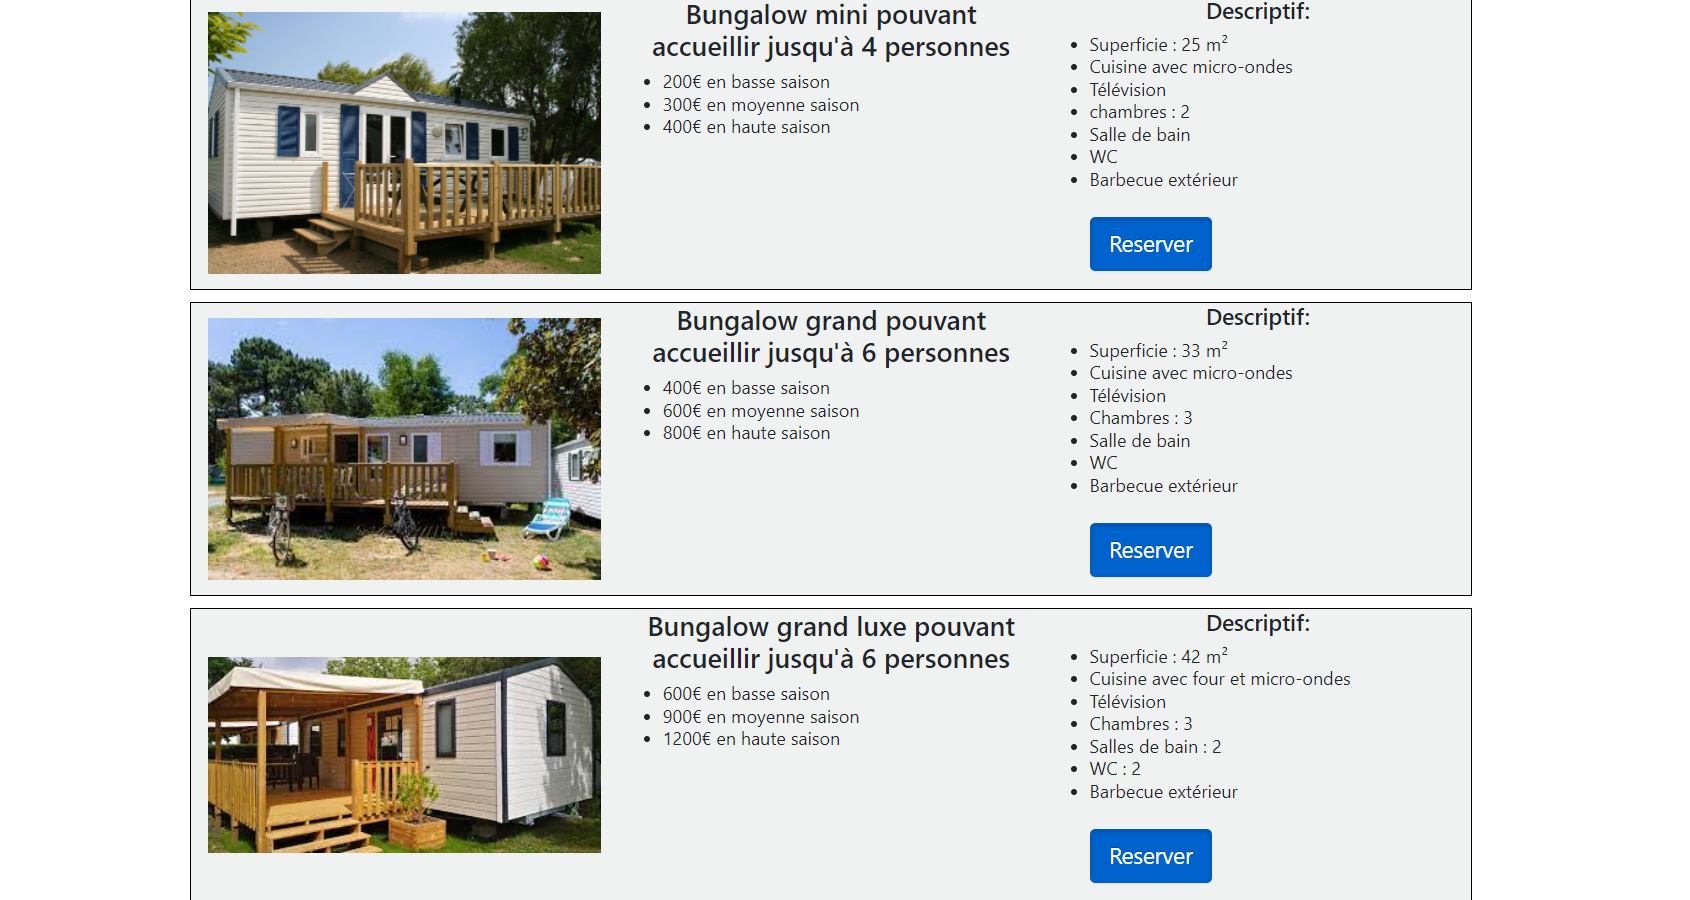 Bungalow mini pouvant
accueillir jusqu'à 4 personnes
• 200€ en basse saison
• 300€ en moyenne saison
• 400€ en haute saison
Descriptif:
• Superficie : 25 m²
• Cuisine avec micro-ondes
• Télévision
• chambres : 2
• Salle de bain
• WC
• Barbecue extérieur
Reserver
Bungalow grand pouvant
accueillir jusqu'à 6 personnes
• 400€ en basse saison
• 600€ en moyenne saison
• 800€ en haute saison
Descriptif:
• Superficie : 33 m²
• Cuisine avec micro-ondes
• Télévision
• Chambres : 3
• Salle de bain
• WC
• Barbecue extérieur
Reserver
Bungalow grand luxe pouvant
accueillir jusqu'à 6 personnes
• 600€ en basse saison
• 900€ en moyenne saison
• 1200€ en haute saison
Descriptif:
• Superficie : 42 m²
• Cuisine avec four et micro-ondes
• Télévision
• Chambres : 3
• Salles de bain : 2
• WC : 2
• Barbecue extérieur
Reserver